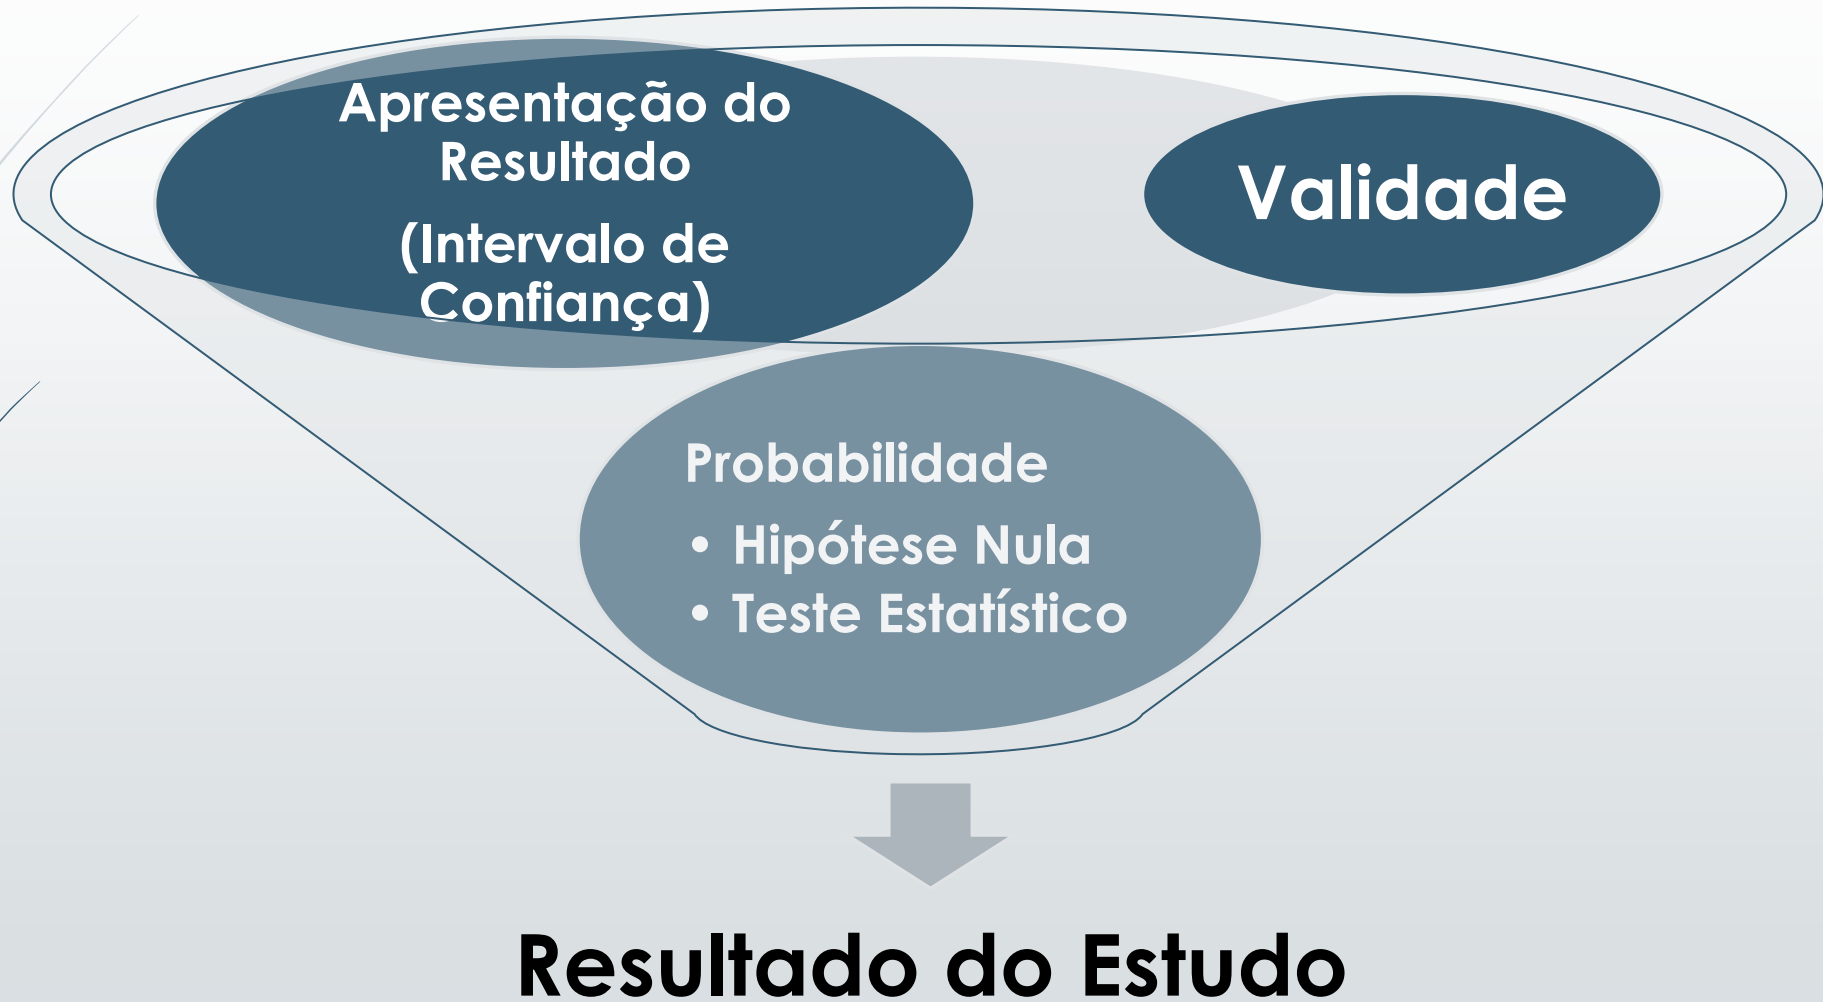 Apresentação do
Resultado
(Intervalo de
Confiança)
Validade
Probabilidade
• Hipótese Nula
• Teste Estatístico
Resultado do Estudo